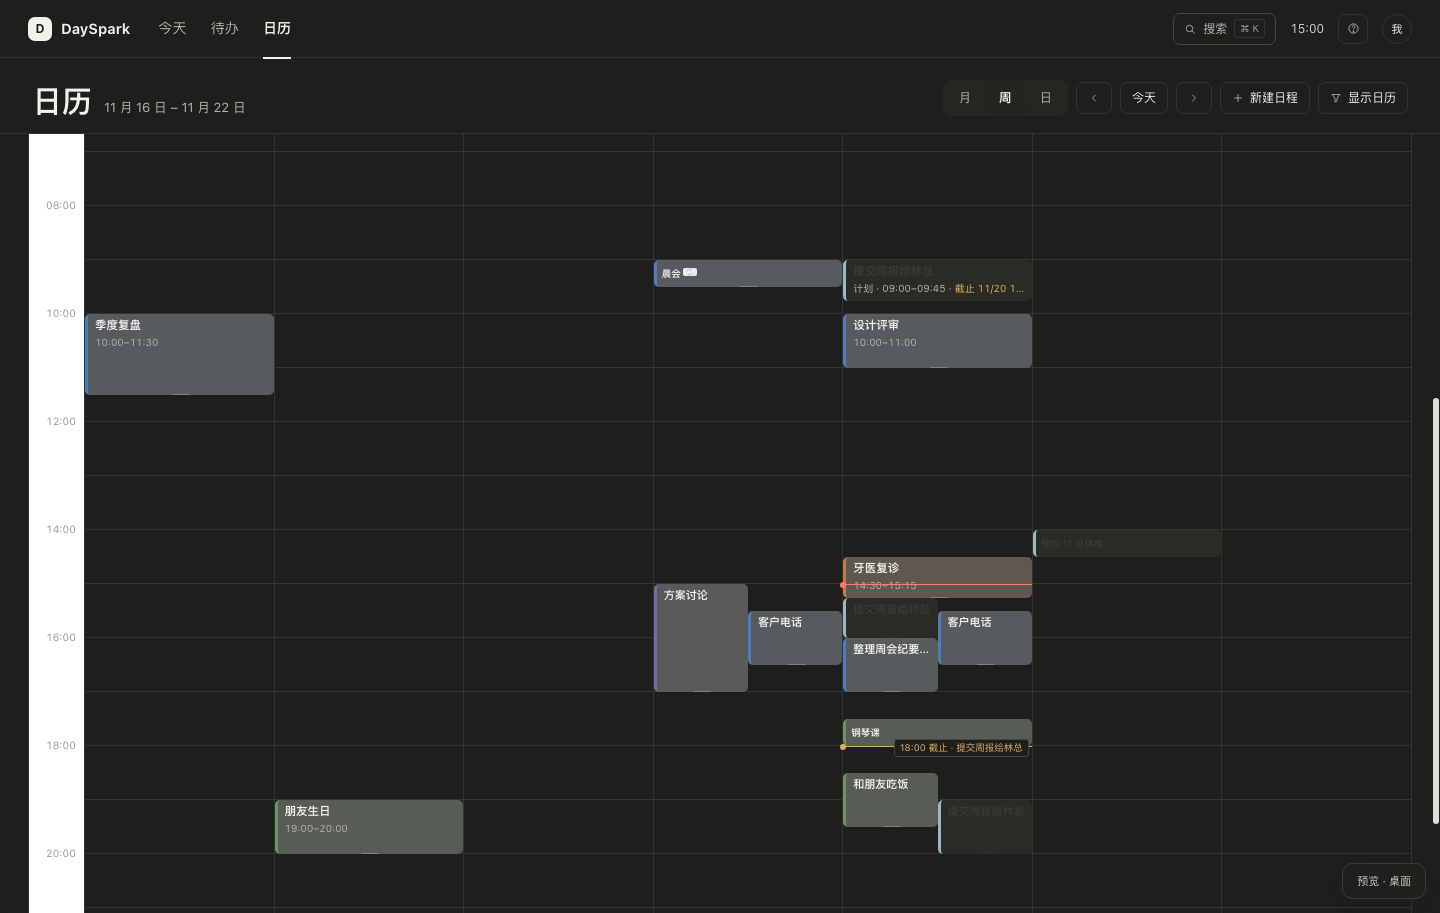 D DaySpark 今天 待办 日历 搜索 ⌘ K 15:00 我
日历 11 月 16 日 – 11 月 22 日 月 周 日 今天 新建日程 显示日历
08:00
晨会
提交周报给林总
计划 · 09:00–09:45 · 截止 11/20 1…
10:00
季度复盘
10:00–11:30
设计评审
10:00–11:00
12:00
14:00
预约 11 月体检
牙医复诊
14:30–15:15
方案讨论
提交周报给林总
客户电话
客户电话
16:00
整理周会纪要…
钢琴课
18:00
18:00 截止 · 提交周报给林总
和朋友吃饭
朋友生日
19:00–20:00
提交周报给林总
20:00
预览 · 桌面